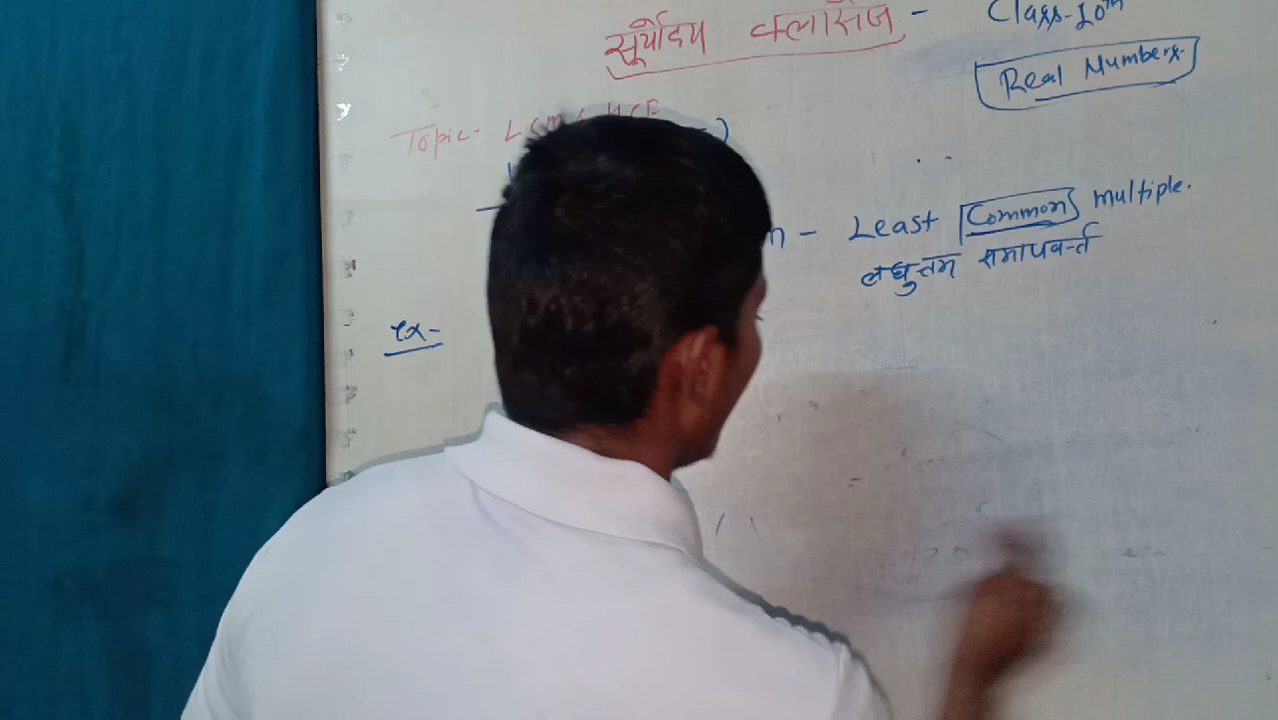 सूर्योदय क्लासिज - Class-10th
Real Numbers.
Topic- LCM & HCF
- Least Common multiple.
लघुत्तम समापवर्त
ex-